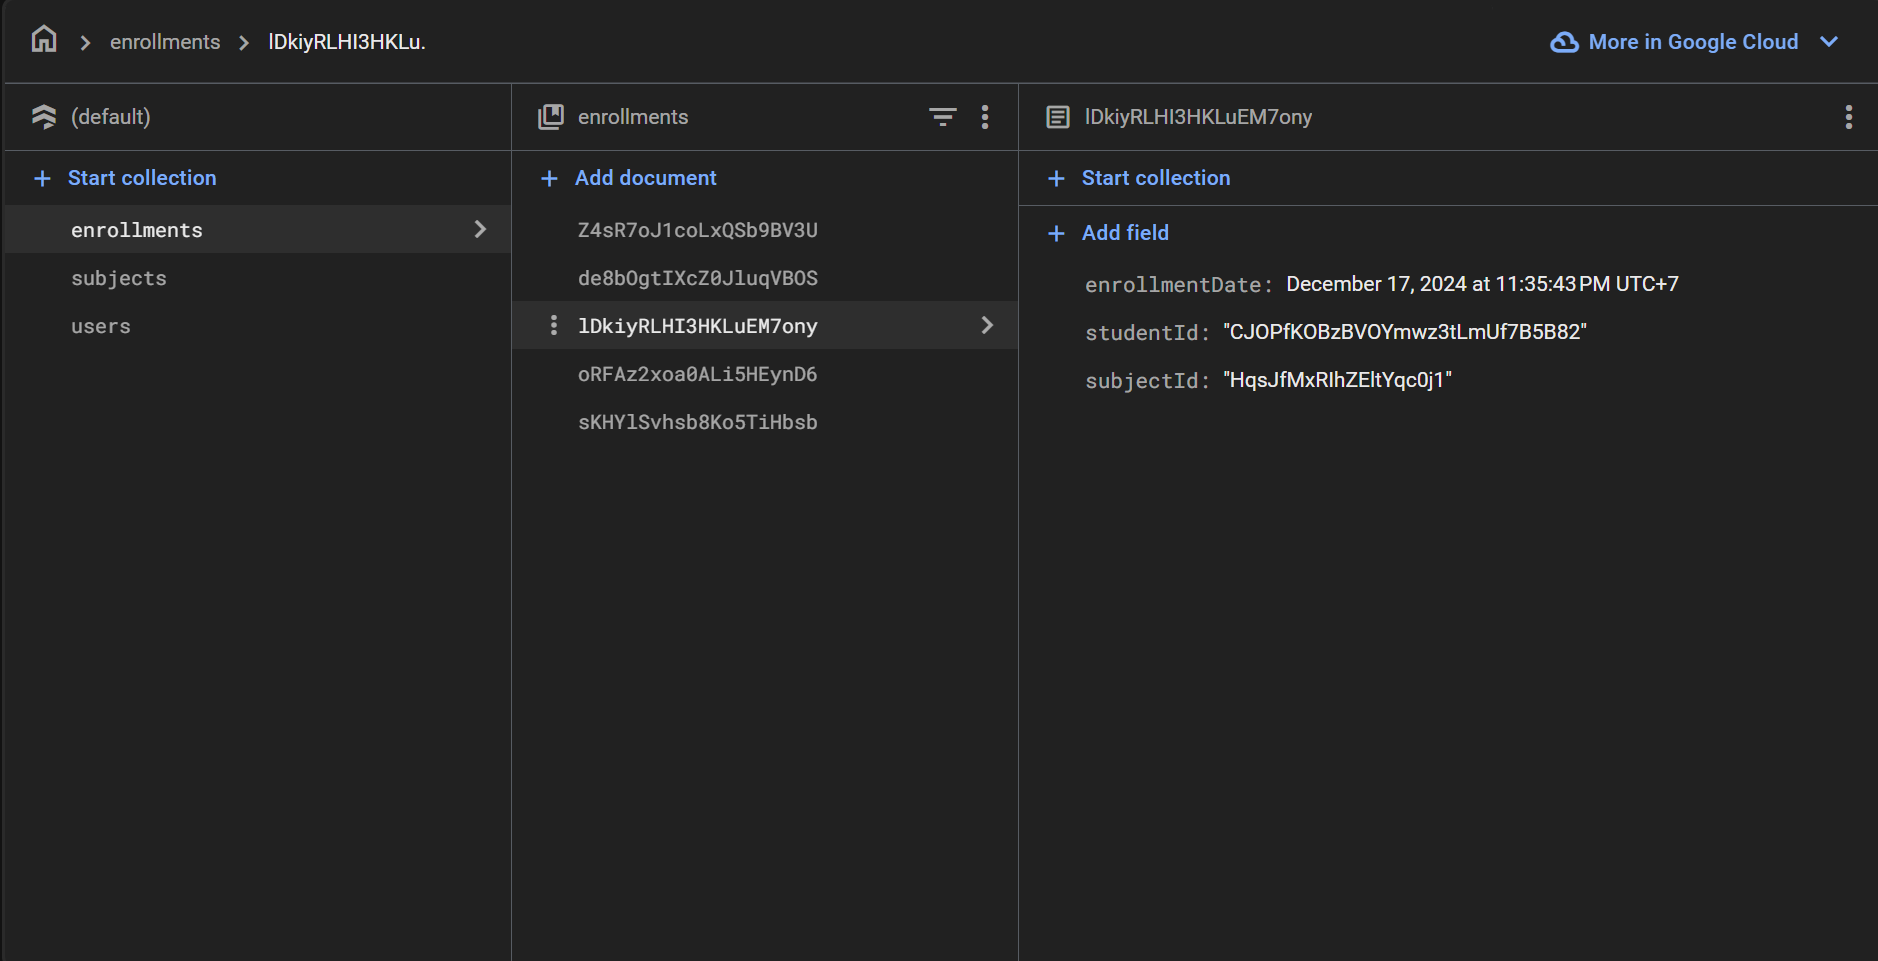 enrollments lDkiyRLHI3HKLu.
More in Google Cloud
(default)
Start collection
enrollments
subjects
users
enrollments
Add document
Z4sR7oJ1coLxQSb9BV3U
de8bOgtIXcZ0JluqVBOS
lDkiyRLHI3HKLuEM7ony
oRFAz2xoa0ALi5HEynD6
sKHYlSvhsb8Ko5TiHbsb
lDkiyRLHI3HKLuEM7ony
Start collection
Add field
enrollmentDate: December 17, 2024 at 11:35:43 PM UTC+7
studentId: "CJOPfKOBzBVOYmwz3tLmUf7B5B82"
subjectId: "HqsJfMxRIhZEltYqc0j1"